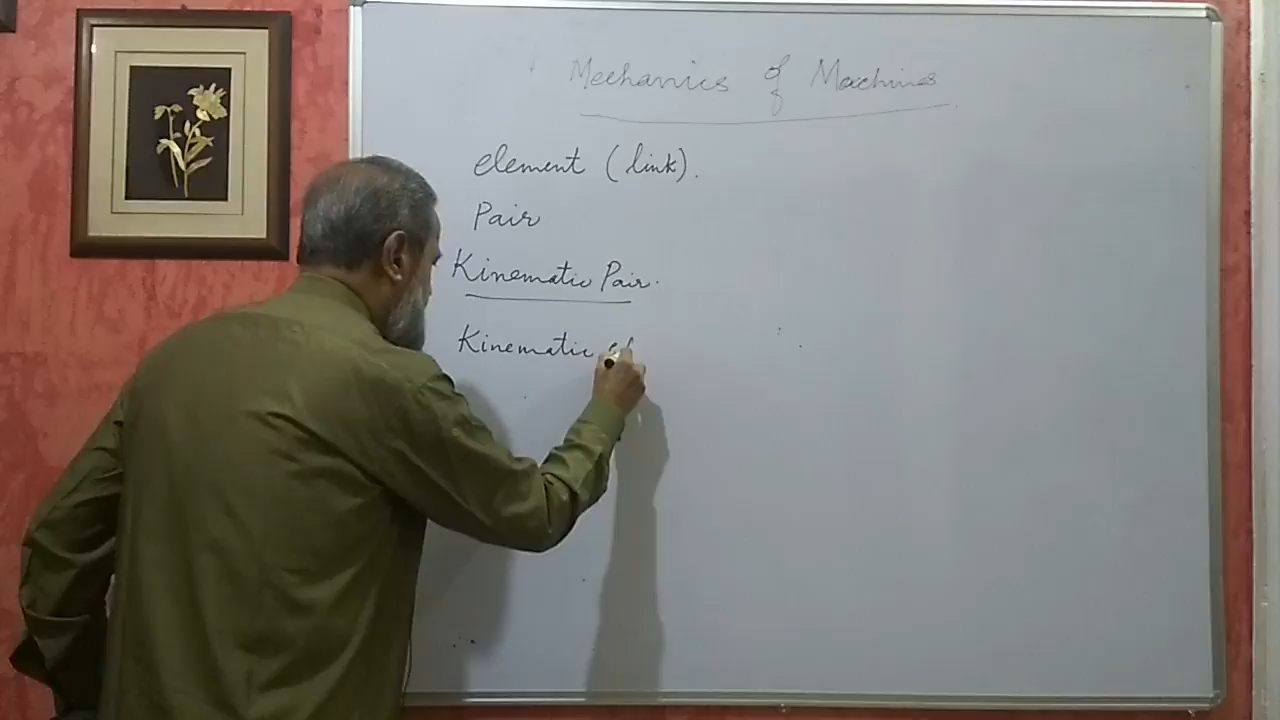 Mechanics of Machines
element (link).
Pair
Kinematic Pair.
Kinematic